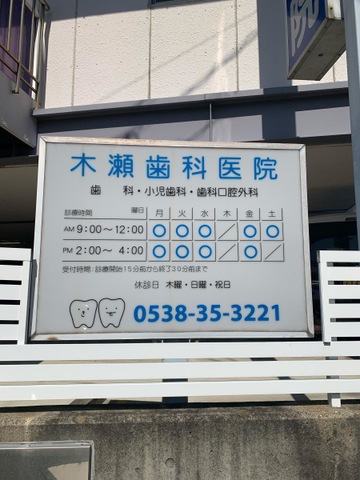 院
木瀬歯科医院
歯 科・小児歯科・歯科口腔外科
診療時間 曜日 月 火 水 木 金 土
AM 9:00〜12:00 ○ ○ ○ ／ ○ ○
PM 2:00〜4:00 ○ ○ ○ ／ ○ ／
受付時間：診療開始15分前から終了30分前まで
休診日 木曜・日曜・祝日
0538-35-3221